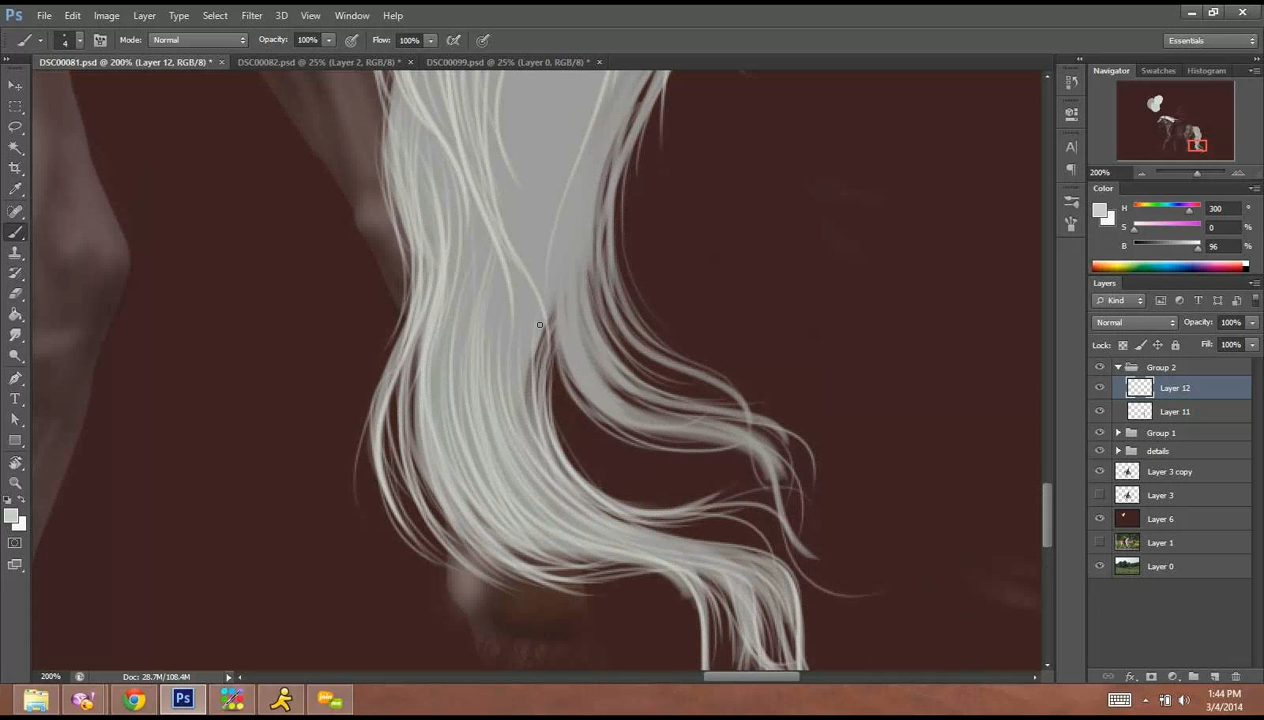 Ps File Edit Image Layer Type Select Filter 3D View Window Help
4 Mode: Normal Opacity: 100% Flow: 100% Essentials
DSC00081.psd @ 200% (Layer 12, RGB/8) * × DSC00082.psd @ 25% (Layer 2, RGB/8) * × DSC00099.psd @ 25% (Layer 0, RGB/8) * ×
Navigator Swatches Histogram
200%
Color
H 300 °
S 0 %
B 96 %
Layers
Kind
Normal Opacity: 100%
Lock: Fill: 100%
Group 2
Layer 12
Layer 11
Group 1
details
Layer 3 copy
Layer 3
Layer 6
Layer 1
Layer 0
200% Doc: 28.7M/108.4M
fx
Ps
1:44 PM
3/4/2014